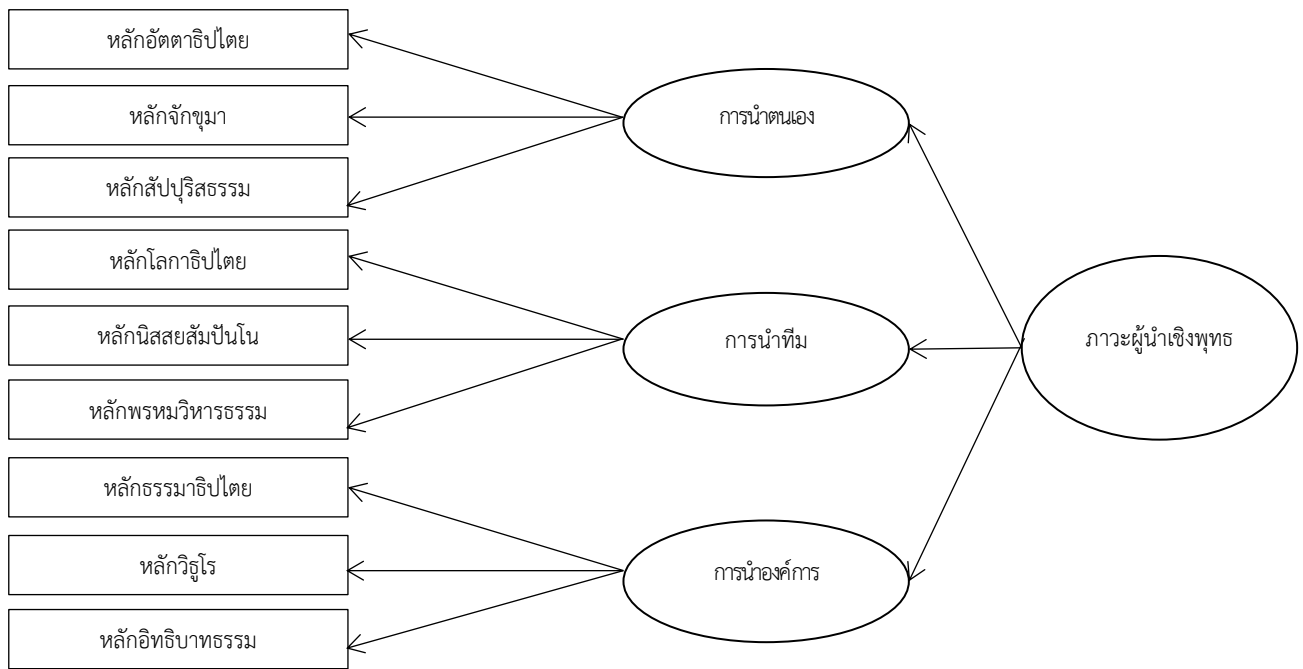 หลักอัตตาธิปไตย
หลักจักขุมา
หลักสัปปุริสธรรม
หลักโลกาธิปไตย
หลักนิสสยสัมปันโน
หลักพรหมวิหารธรรม
หลักธรรมาธิปไตย
หลักวิธูโร
หลักอิทธิบาทธรรม
การนำตนเอง
การนำทีม
การนำองค์การ
ภาวะผู้นำเชิงพุทธ